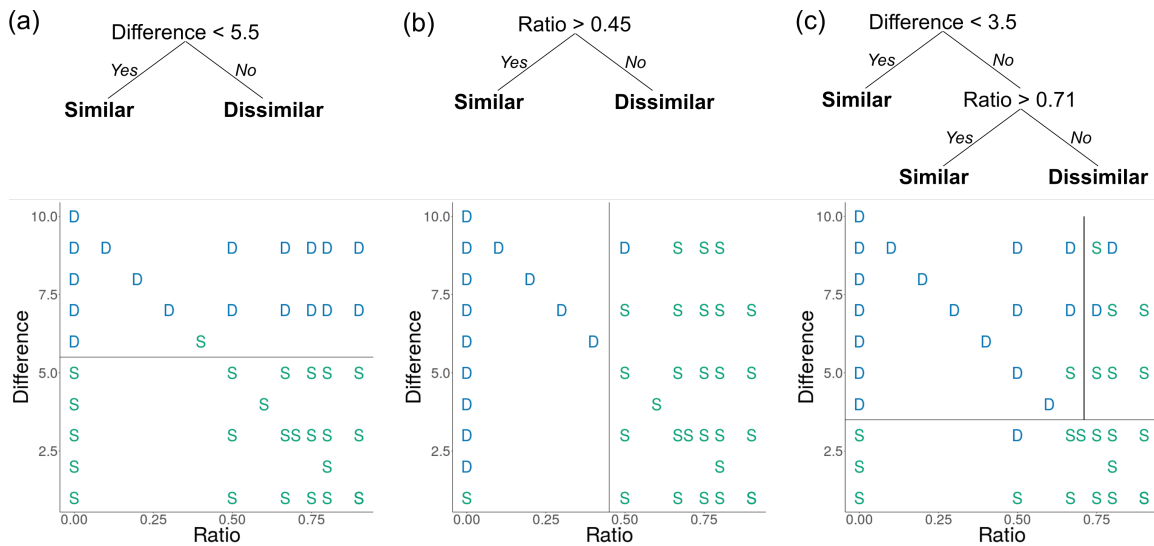 (a)
Difference < 5.5
Yes
No
Similar
Dissimilar
Difference
10.0 D
D D D D D D D
D D
7.5
D D D D D D D
D S
5.0 S S S S S S
S S
S S S S S S S
2.5
S S
S S S S S S
0.00 0.25 0.50 0.75
Ratio
(b)
Ratio > 0.45
Yes
No
Similar
Dissimilar
Difference
10.0 D
D D D S S S
D D
7.5
D D S S S S S
D D
5.0 D S S S S S
D S
D S S S S S S
2.5
D S
S S S S S S
0.00 0.25 0.50 0.75
Ratio
(c)
Difference < 3.5
Yes
No
Similar
Ratio > 0.71
Yes
No
Similar
Dissimilar
Difference
10.0 D
D D D D S D
D D
7.5
D D D D D S S
D D
5.0 D D S S S S
D D
S D S S S S S
2.5
S S
S S S S S S
0.00 0.25 0.50 0.75
Ratio